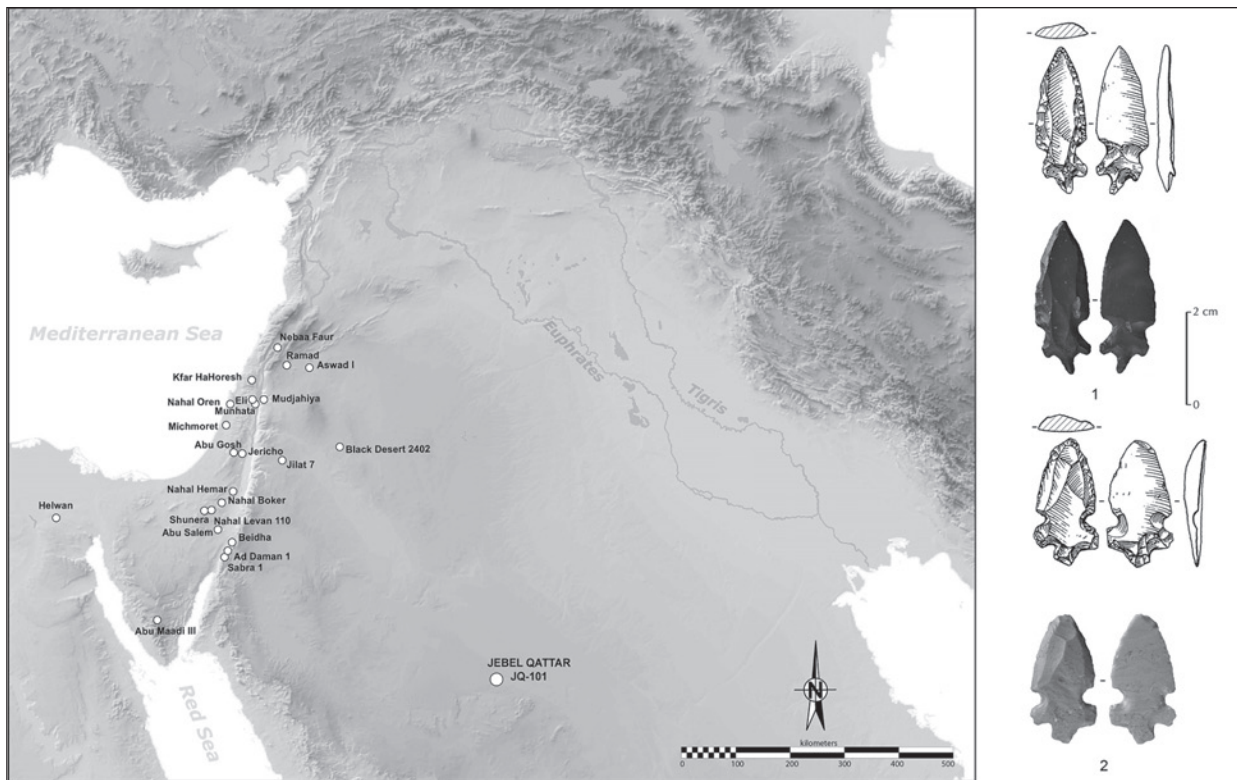 Mediterranean Sea
Nebaa Faur
Ramad
Aswad I
Kfar HaHoresh
Nahal Oren
Eli
Mudjahiya
Munhata
Michmoret
Abu Gosh
Jericho
Black Desert 2402
Jilat 7
Nahal Hemar
Nahal Boker
Helwan
Shunera
Nahal Levan 110
Abu Salem
Beidha
Ad Daman 1
Sabra 1
Abu Maadi III
Red Sea
Euphrates
Tigris
JEBEL QATTAR
JQ-101
N
kilometers
0 100 200 300 400 500
2 cm
0
1
2